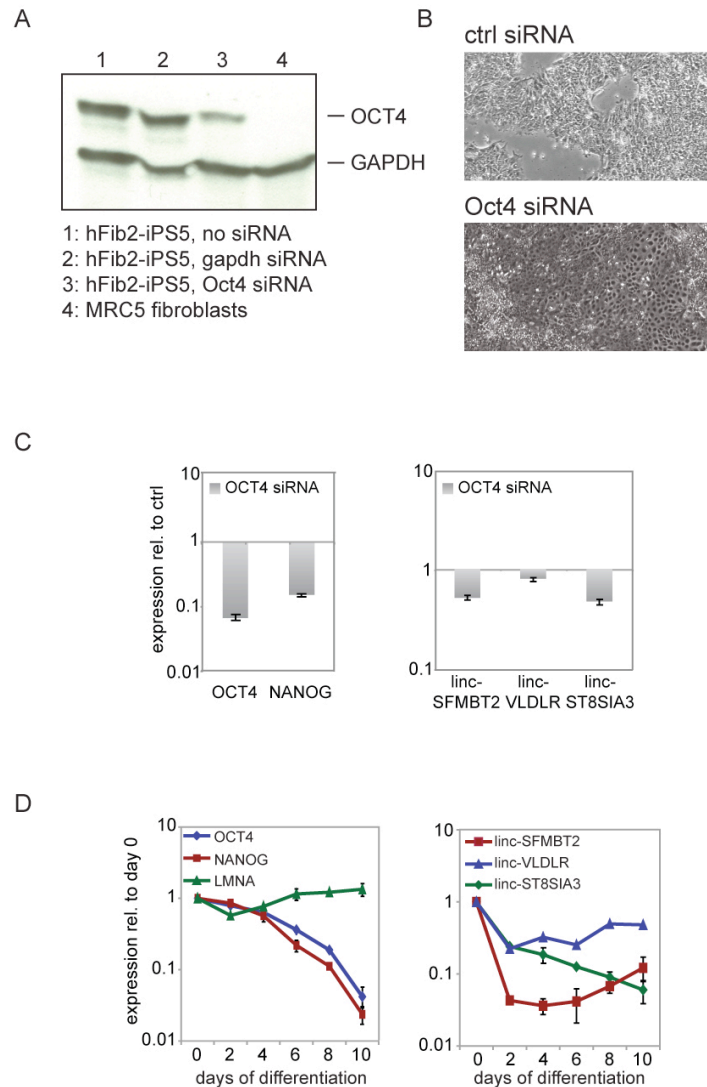 A
1 2 3 4
OCT4
GAPDH
1: hFib2-iPS5, no siRNA
2: hFib2-iPS5, gapdh siRNA
3: hFib2-iPS5, Oct4 siRNA
4: MRC5 fibroblasts
B
ctrl siRNA
Oct4 siRNA
C
expression rel. to ctrl
10
1
0.1
0.01
OCT4 siRNA
OCT4 NANOG
10
1
0.1
OCT4 siRNA
linc- linc- linc-
SFMBT2 VLDLR ST8SIA3
D
expression rel. to day 0
10
1
0.1
0.01
OCT4
NANOG
LMNA
0 2 4 6 8 10
days of differentiation
10
1
0.1
0.01
linc-SFMBT2
linc-VLDLR
linc-ST8SIA3
0 2 4 6 8 10
days of differentiation